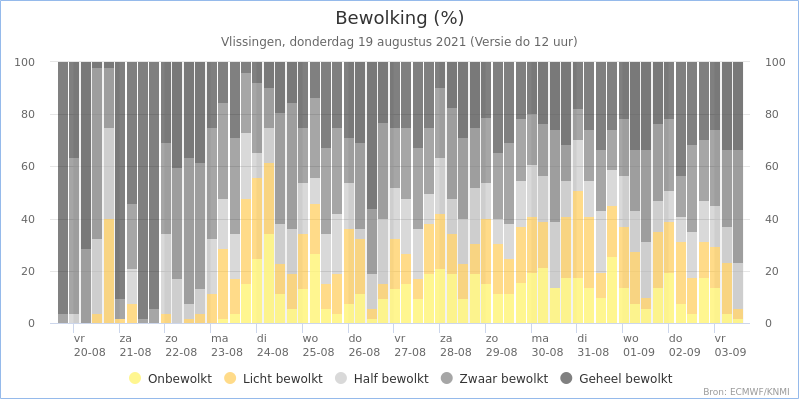 Bewolking (%)
Vlissingen, donderdag 19 augustus 2021 (Versie do 12 uur)
100 100
80 80
60 60
40 40
20 20
0 0
vr za zo ma di wo do vr za zo ma di wo do vr
20-08 21-08 22-08 23-08 24-08 25-08 26-08 27-08 28-08 29-08 30-08 31-08 01-09 02-09 03-09
Onbewolkt Licht bewolkt Half bewolkt Zwaar bewolkt Geheel bewolkt
Bron: ECMWF/KNMI